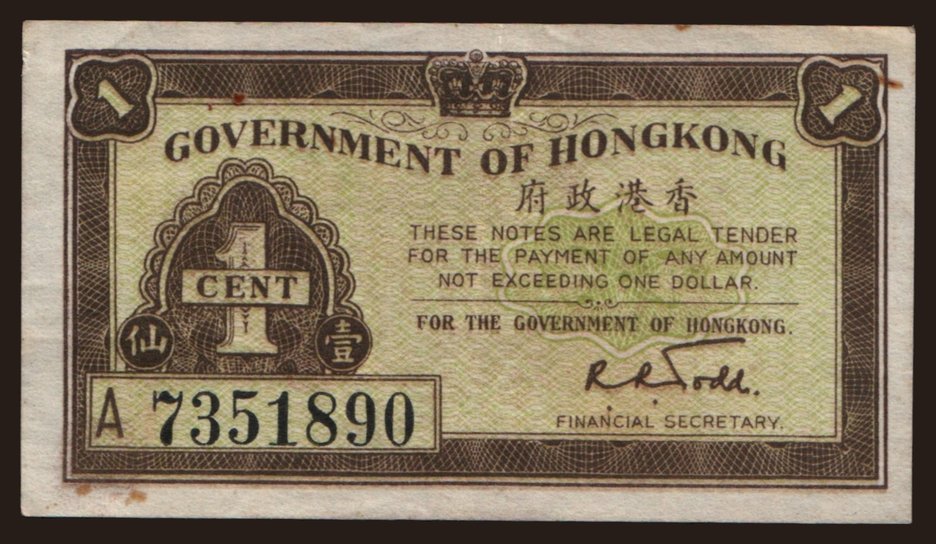 1
1
GOVERNMENT OF HONGKONG
府政港香
THESE NOTES ARE LEGAL TENDER
FOR THE PAYMENT OF ANY AMOUNT
NOT EXCEEDING ONE DOLLAR.
1
CENT
仙 壹
FOR THE GOVERNMENT OF HONGKONG.
R. R. Todd.
FINANCIAL SECRETARY.
A 7351890